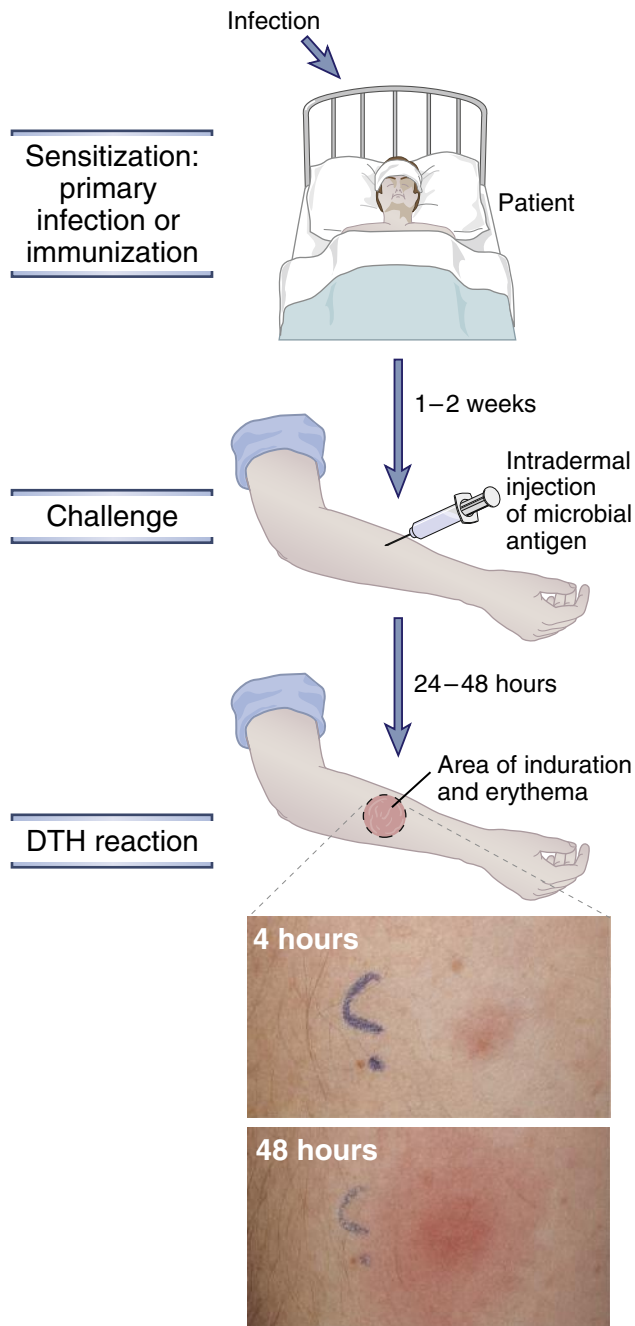 Infection
Sensitization:
primary
infection or
immunization
Patient
1–2 weeks
Intradermal
injection
of microbial
antigen
Challenge
24–48 hours
Area of induration
and erythema
DTH reaction
4 hours
48 hours